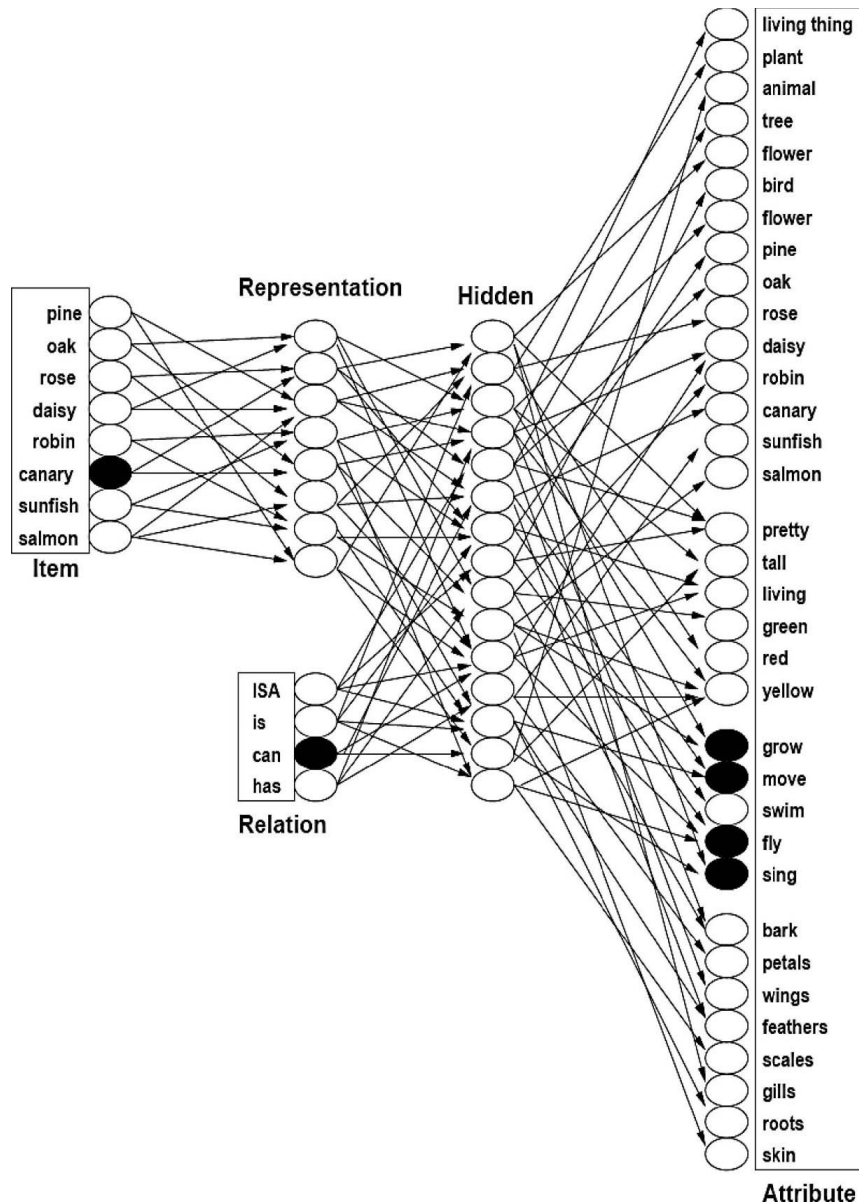 Representation
Hidden
pine
oak
rose
daisy
robin
canary
sunfish
salmon
Item
ISA
is
can
has
Relation
living thing
plant
animal
tree
flower
bird
flower
pine
oak
rose
daisy
robin
canary
sunfish
salmon
pretty
tall
living
green
red
yellow
grow
move
swim
fly
sing
bark
petals
wings
feathers
scales
gills
roots
skin
Attribute